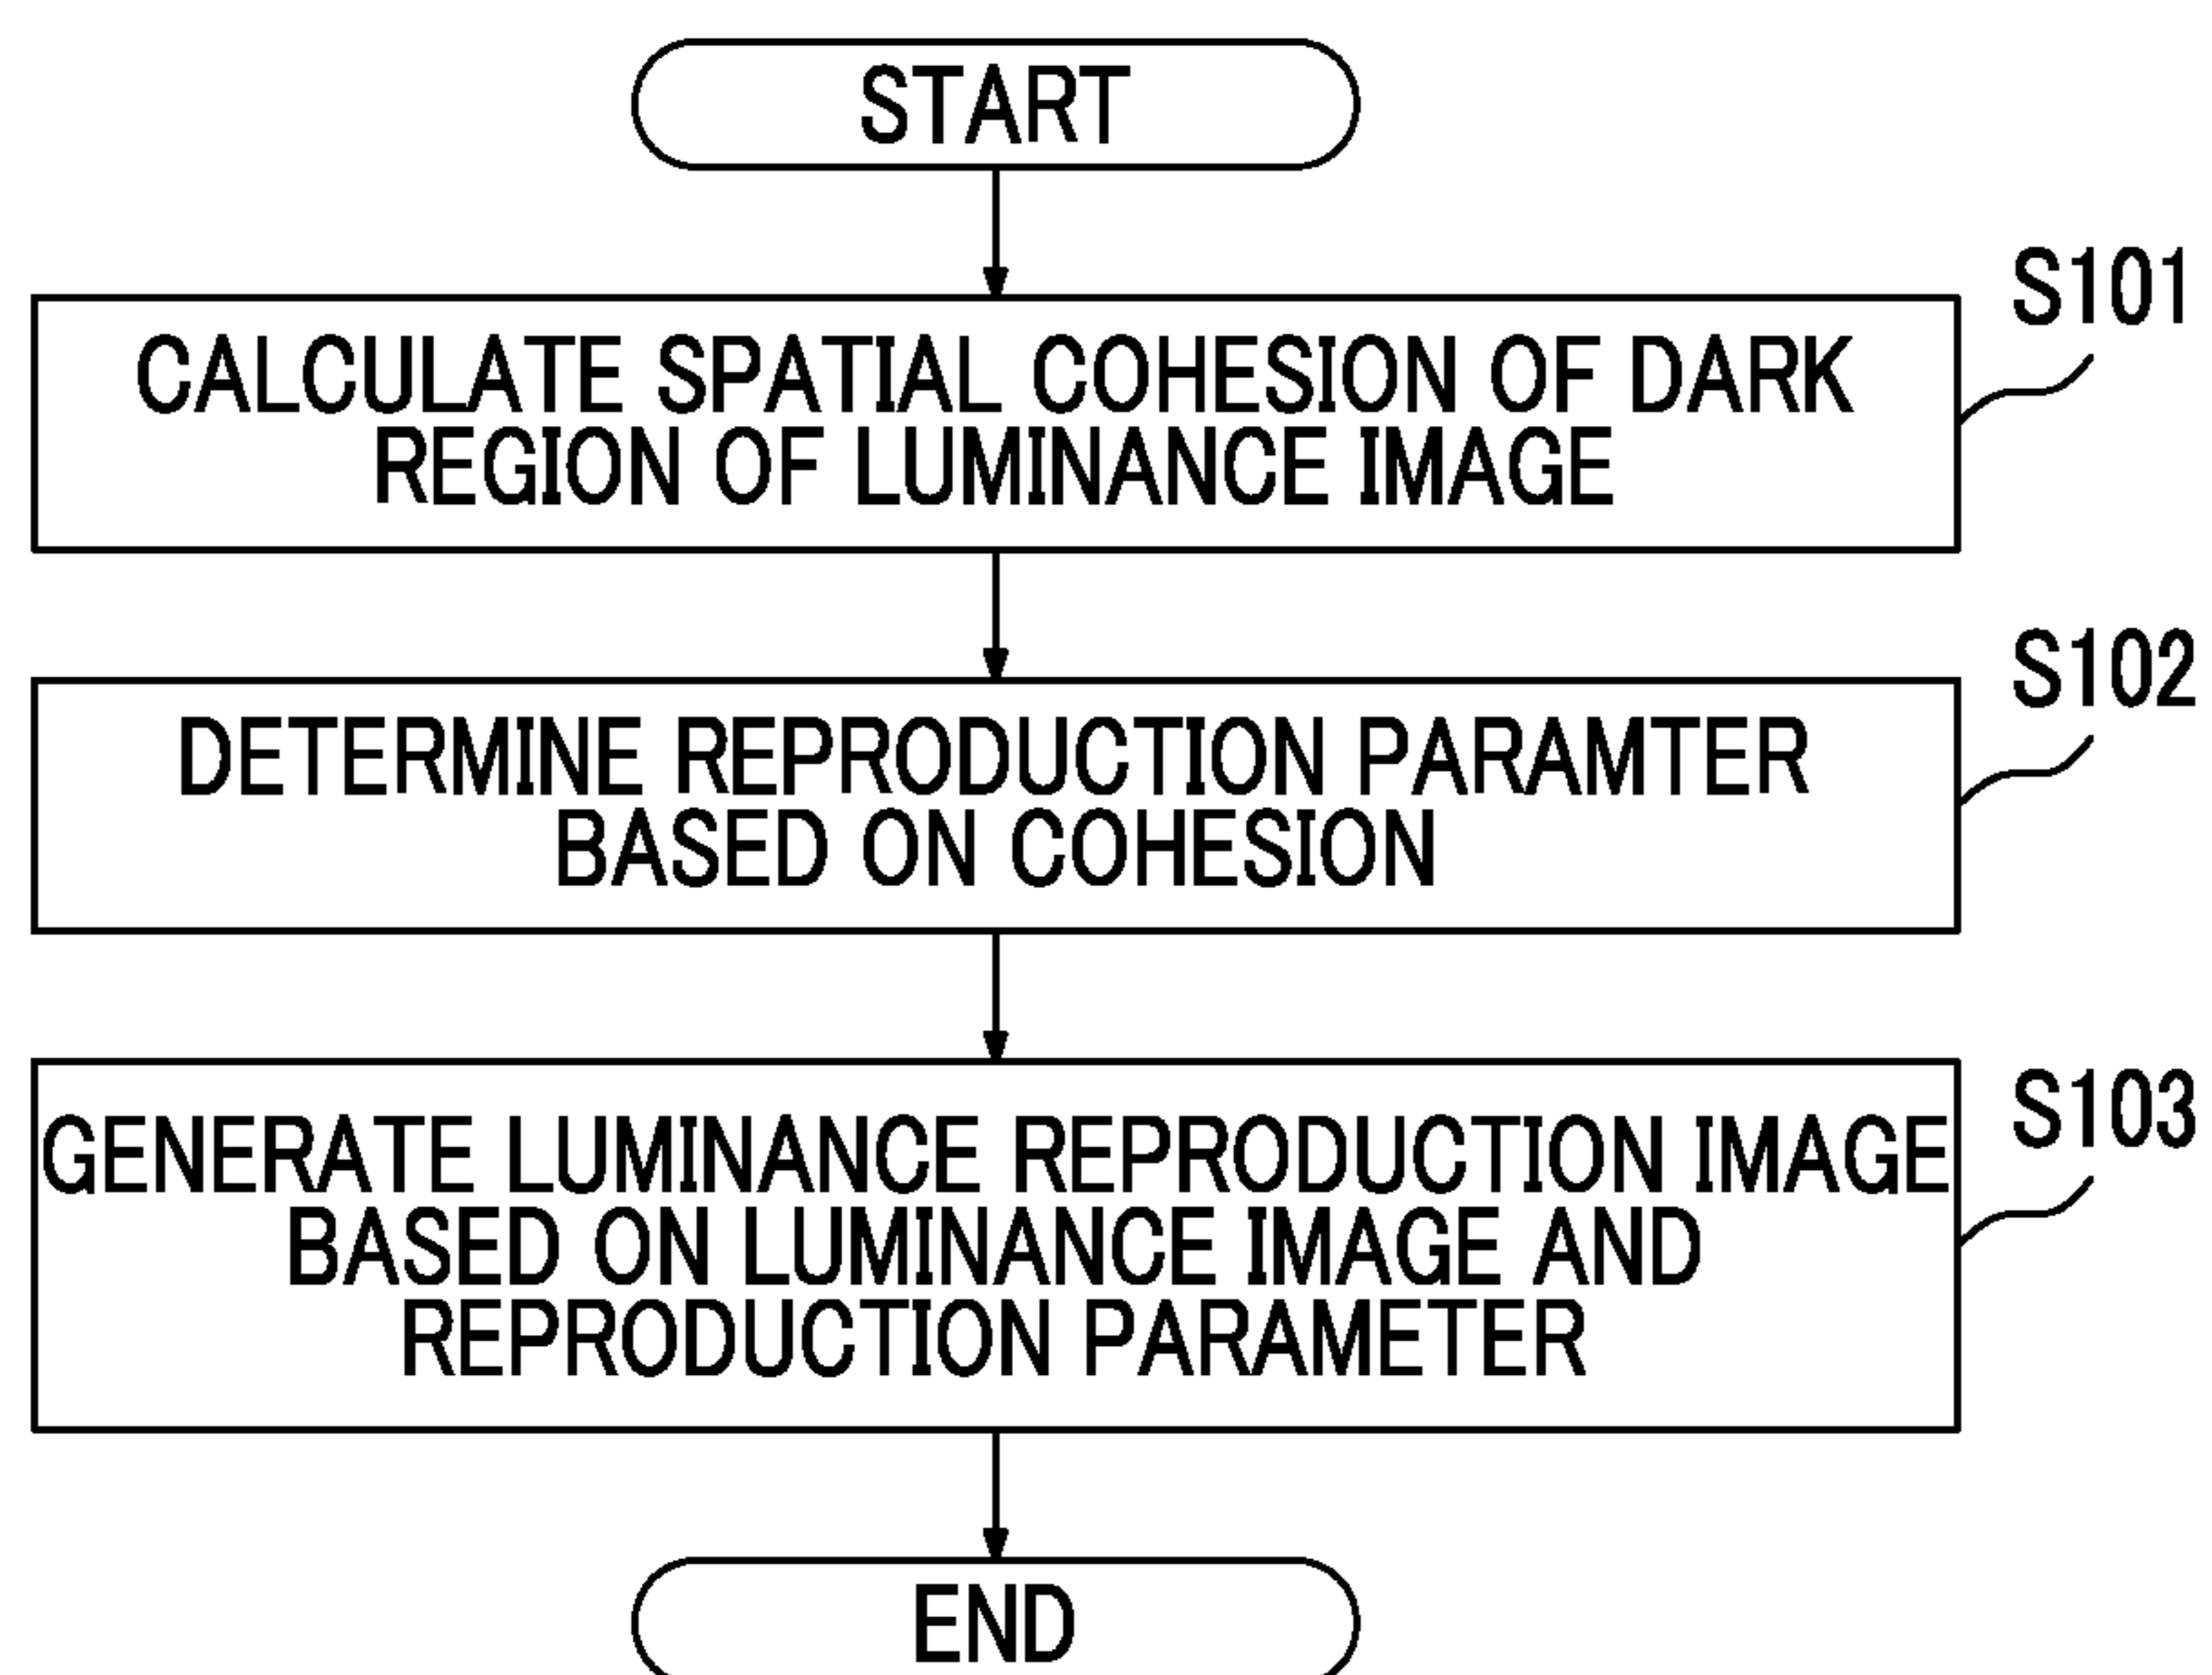 START
S101
CALCULATE SPATIAL COHESION OF DARK
REGION OF LUMINANCE IMAGE
S102
DETERMINE REPRODUCTION PARAMTER
BASED ON COHESION
S103
GENERATE LUMINANCE REPRODUCTION IMAGE
BASED ON LUMINANCE IMAGE AND
REPRODUCTION PARAMETER
END